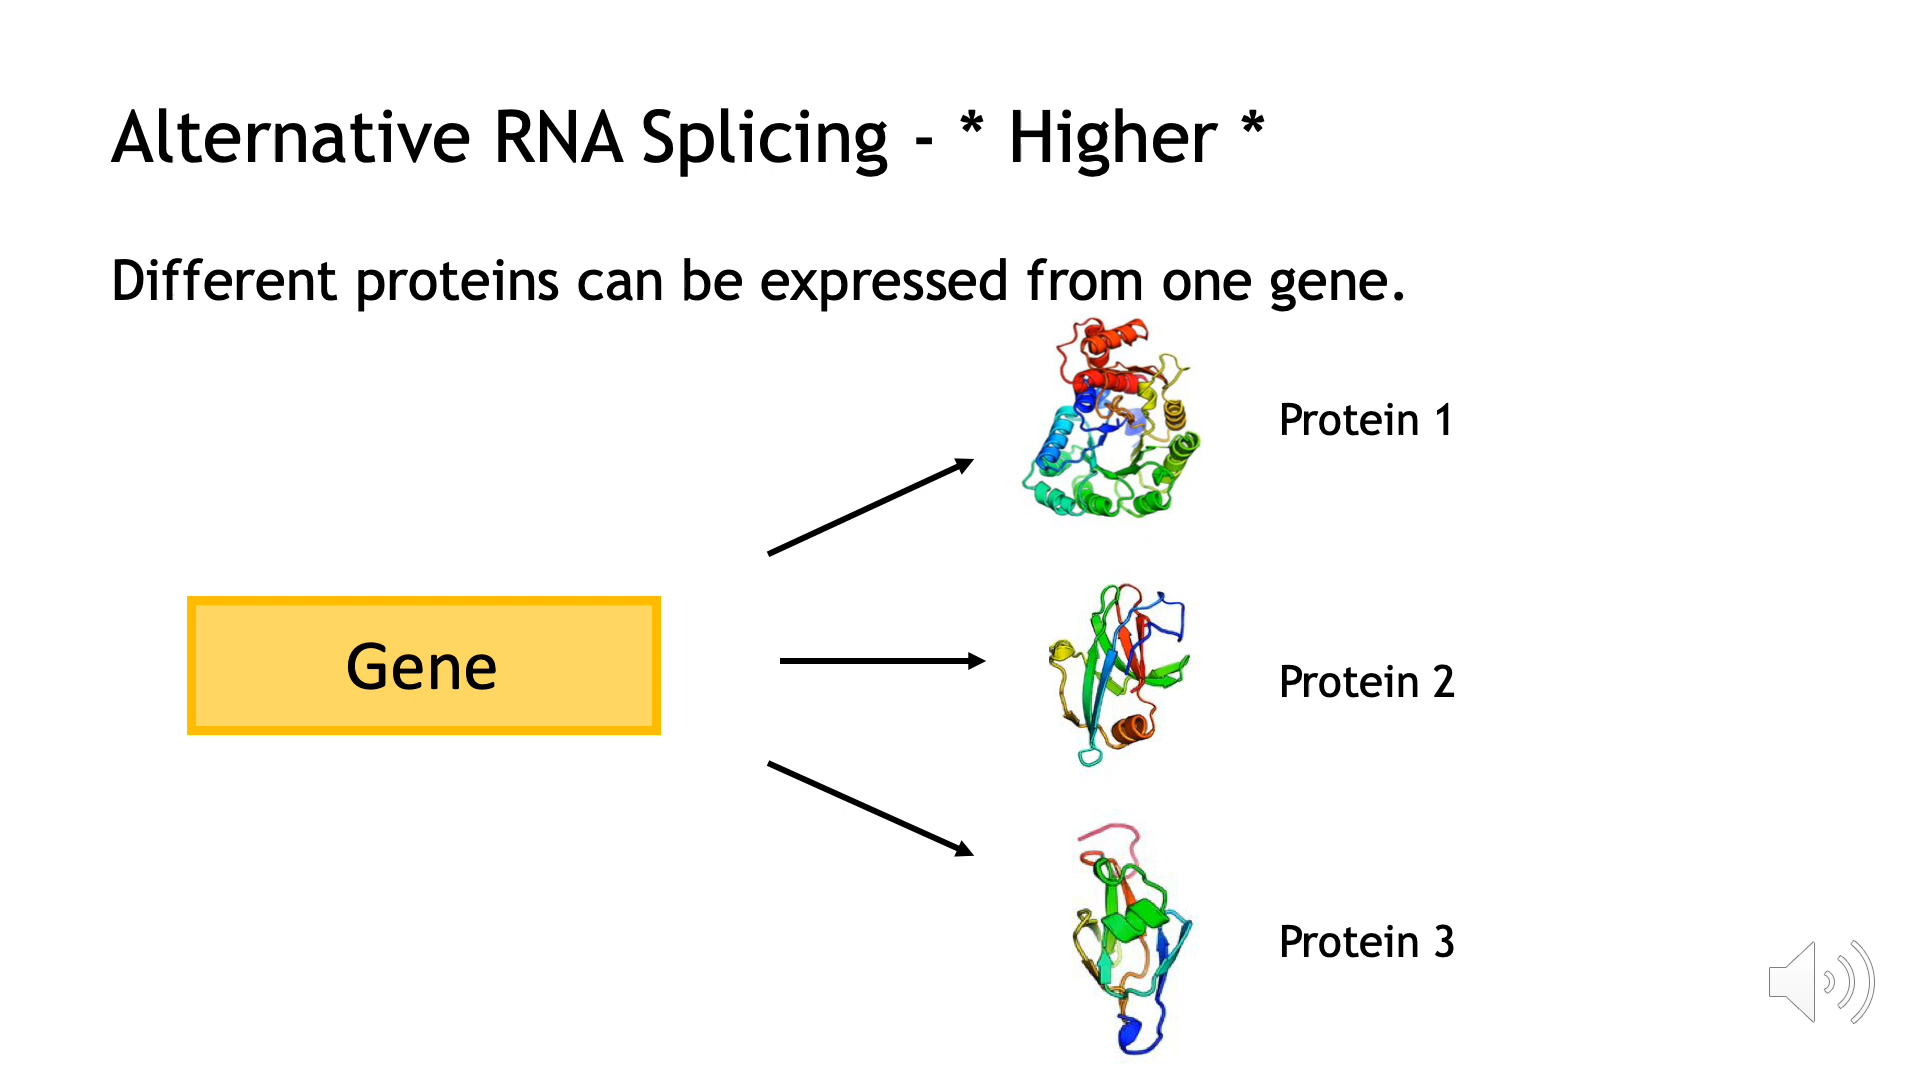 Alternative RNA Splicing - * Higher *
Different proteins can be expressed from one gene.
Protein 1
Gene
Protein 2
Protein 3